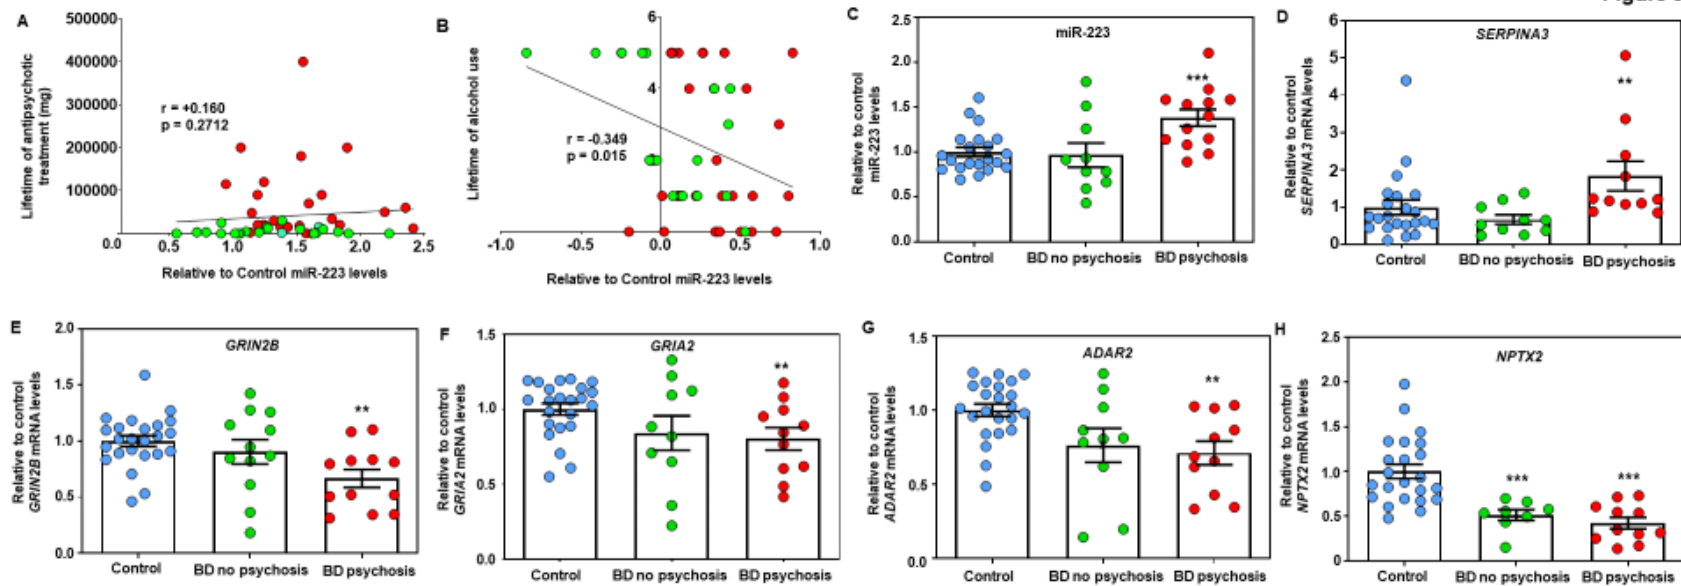 A
500000
400000
300000
200000
100000
0
0.0
0.5
1.0
1.5
2.0
2.5
Lifetime of antipsychotic
treatment (mg)
r = +0.160
p = 0.2712
Relative to Control miR-223 levels
B
6
4
-1.0
-0.5
0.0
0.5
1.0
Lifetime of alcohol use
r = -0.349
p = 0.015
Relative to Control miR-223 levels
C
miR-223
2.5
2.0
1.5
1.0
0.5
0.0
Relative to control
miR-223 levels
***
Control
BD no psychosis
BD psychosis
D
SERPINA3
6
5
4
3
2
1
0
Relative to control
SERPINA3 mRNA levels
**
Control
BD no psychosis
BD psychosis
E
GRIN2B
2.0
1.5
1.0
0.5
0.0
Relative to control
GRIN2B mRNA levels
**
Control
BD no psychosis
BD psychosis
F
GRIA2
1.5
1.0
0.5
0.0
Relative to control
GRIA2 mRNA levels
**
Control
BD no psychosis
BD psychosis
G
ADAR2
1.5
1.0
0.5
0.0
Relative to control
ADAR2 mRNA levels
**
Control
BD no psychosis
BD psychosis
H
NPTX2
2.5
2.0
1.5
1.0
0.5
0
Relative to control
NPTX2 mRNA levels
***
***
Control
BD no psychosis
BD psychosis